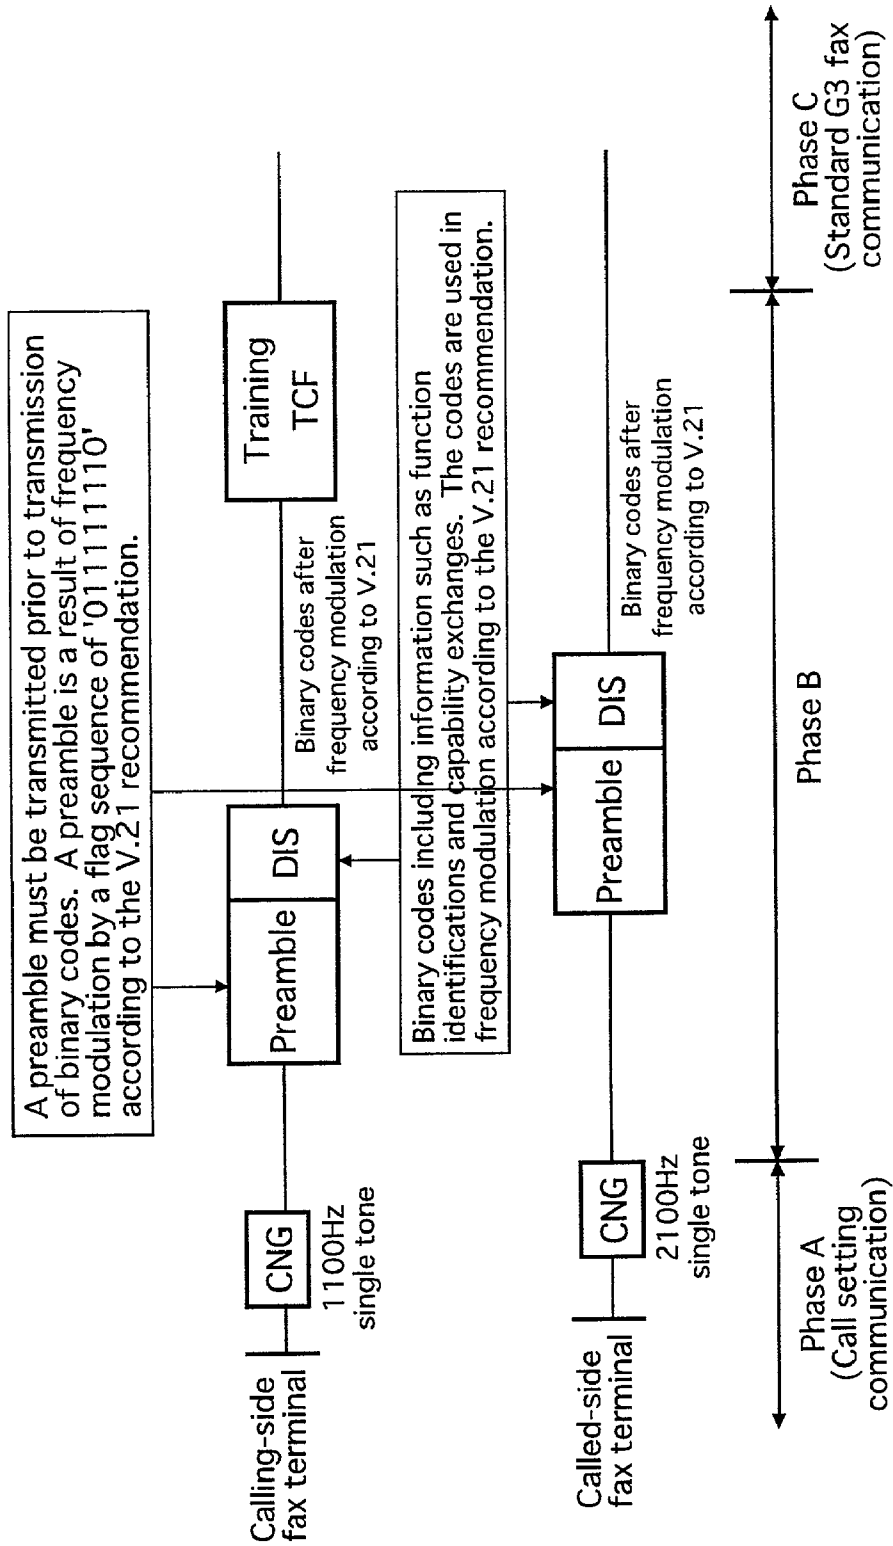 A preamble must be transmitted prior to transmission
of binary codes. A preamble is a result of frequency
modulation by a flag sequence of '0111111110'
according to the V.21 recommendation.
Calling-side
fax terminal
CNG
1100Hz
single tone
Preamble
DIS
Binary codes after
frequency modulation
according to V.21
Training
TCF
Binary codes including information such as function
identifications and capability exchanges. The codes are used in
frequency modulation according to the V.21 recommendation.
Called-side
fax terminal
CNG
2100Hz
single tone
Preamble
DIS
Binary codes after
frequency modulation
according to V.21
Phase A
(Call setting
communication)
Phase B
Phase C
(Standard G3 fax
communication)